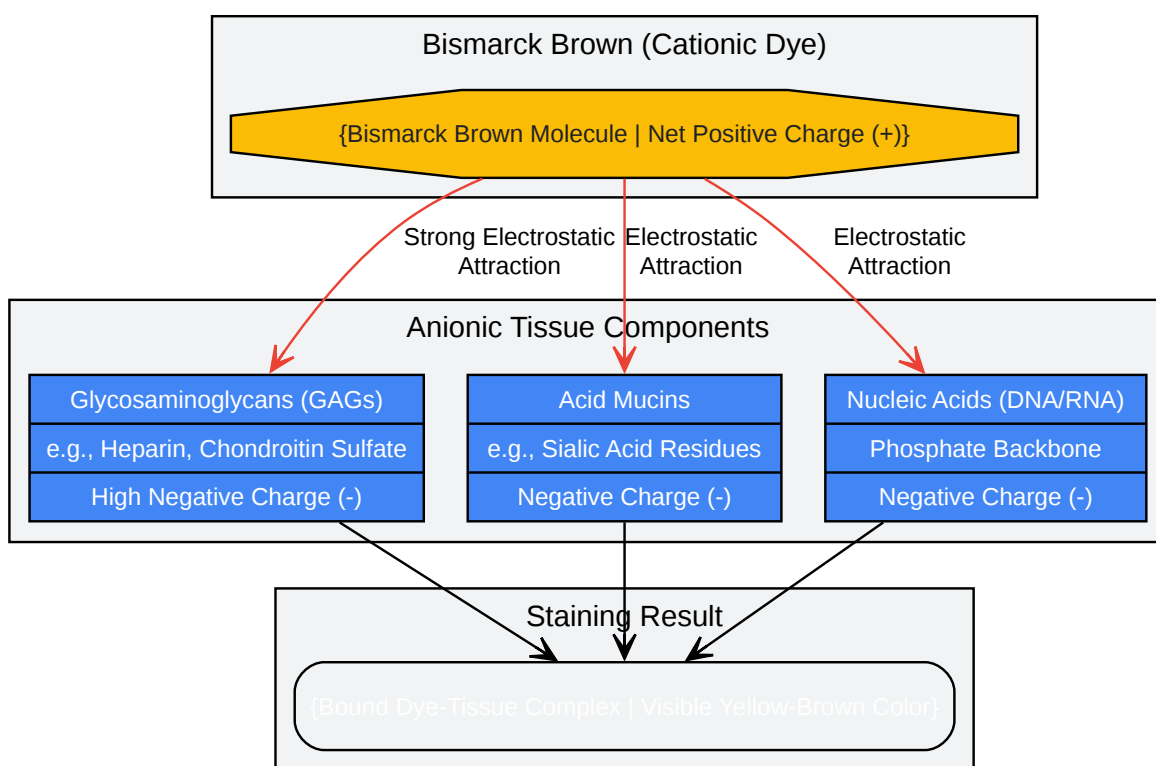 Bismarck Brown (Cationic Dye)
{Bismarck Brown Molecule | Net Positive Charge (+)}
Strong Electrostatic
Attraction
Electrostatic
Attraction
Electrostatic
Attraction
Anionic Tissue Components
Glycosaminoglycans (GAGs)
e.g., Heparin, Chondroitin Sulfate
High Negative Charge (-)
Acid Mucins
e.g., Sialic Acid Residues
Negative Charge (-)
Nucleic Acids (DNA/RNA)
Phosphate Backbone
Negative Charge (-)
Staining Result
{Bound Dye-Tissue Complex | Visible Yellow-Brown Color}